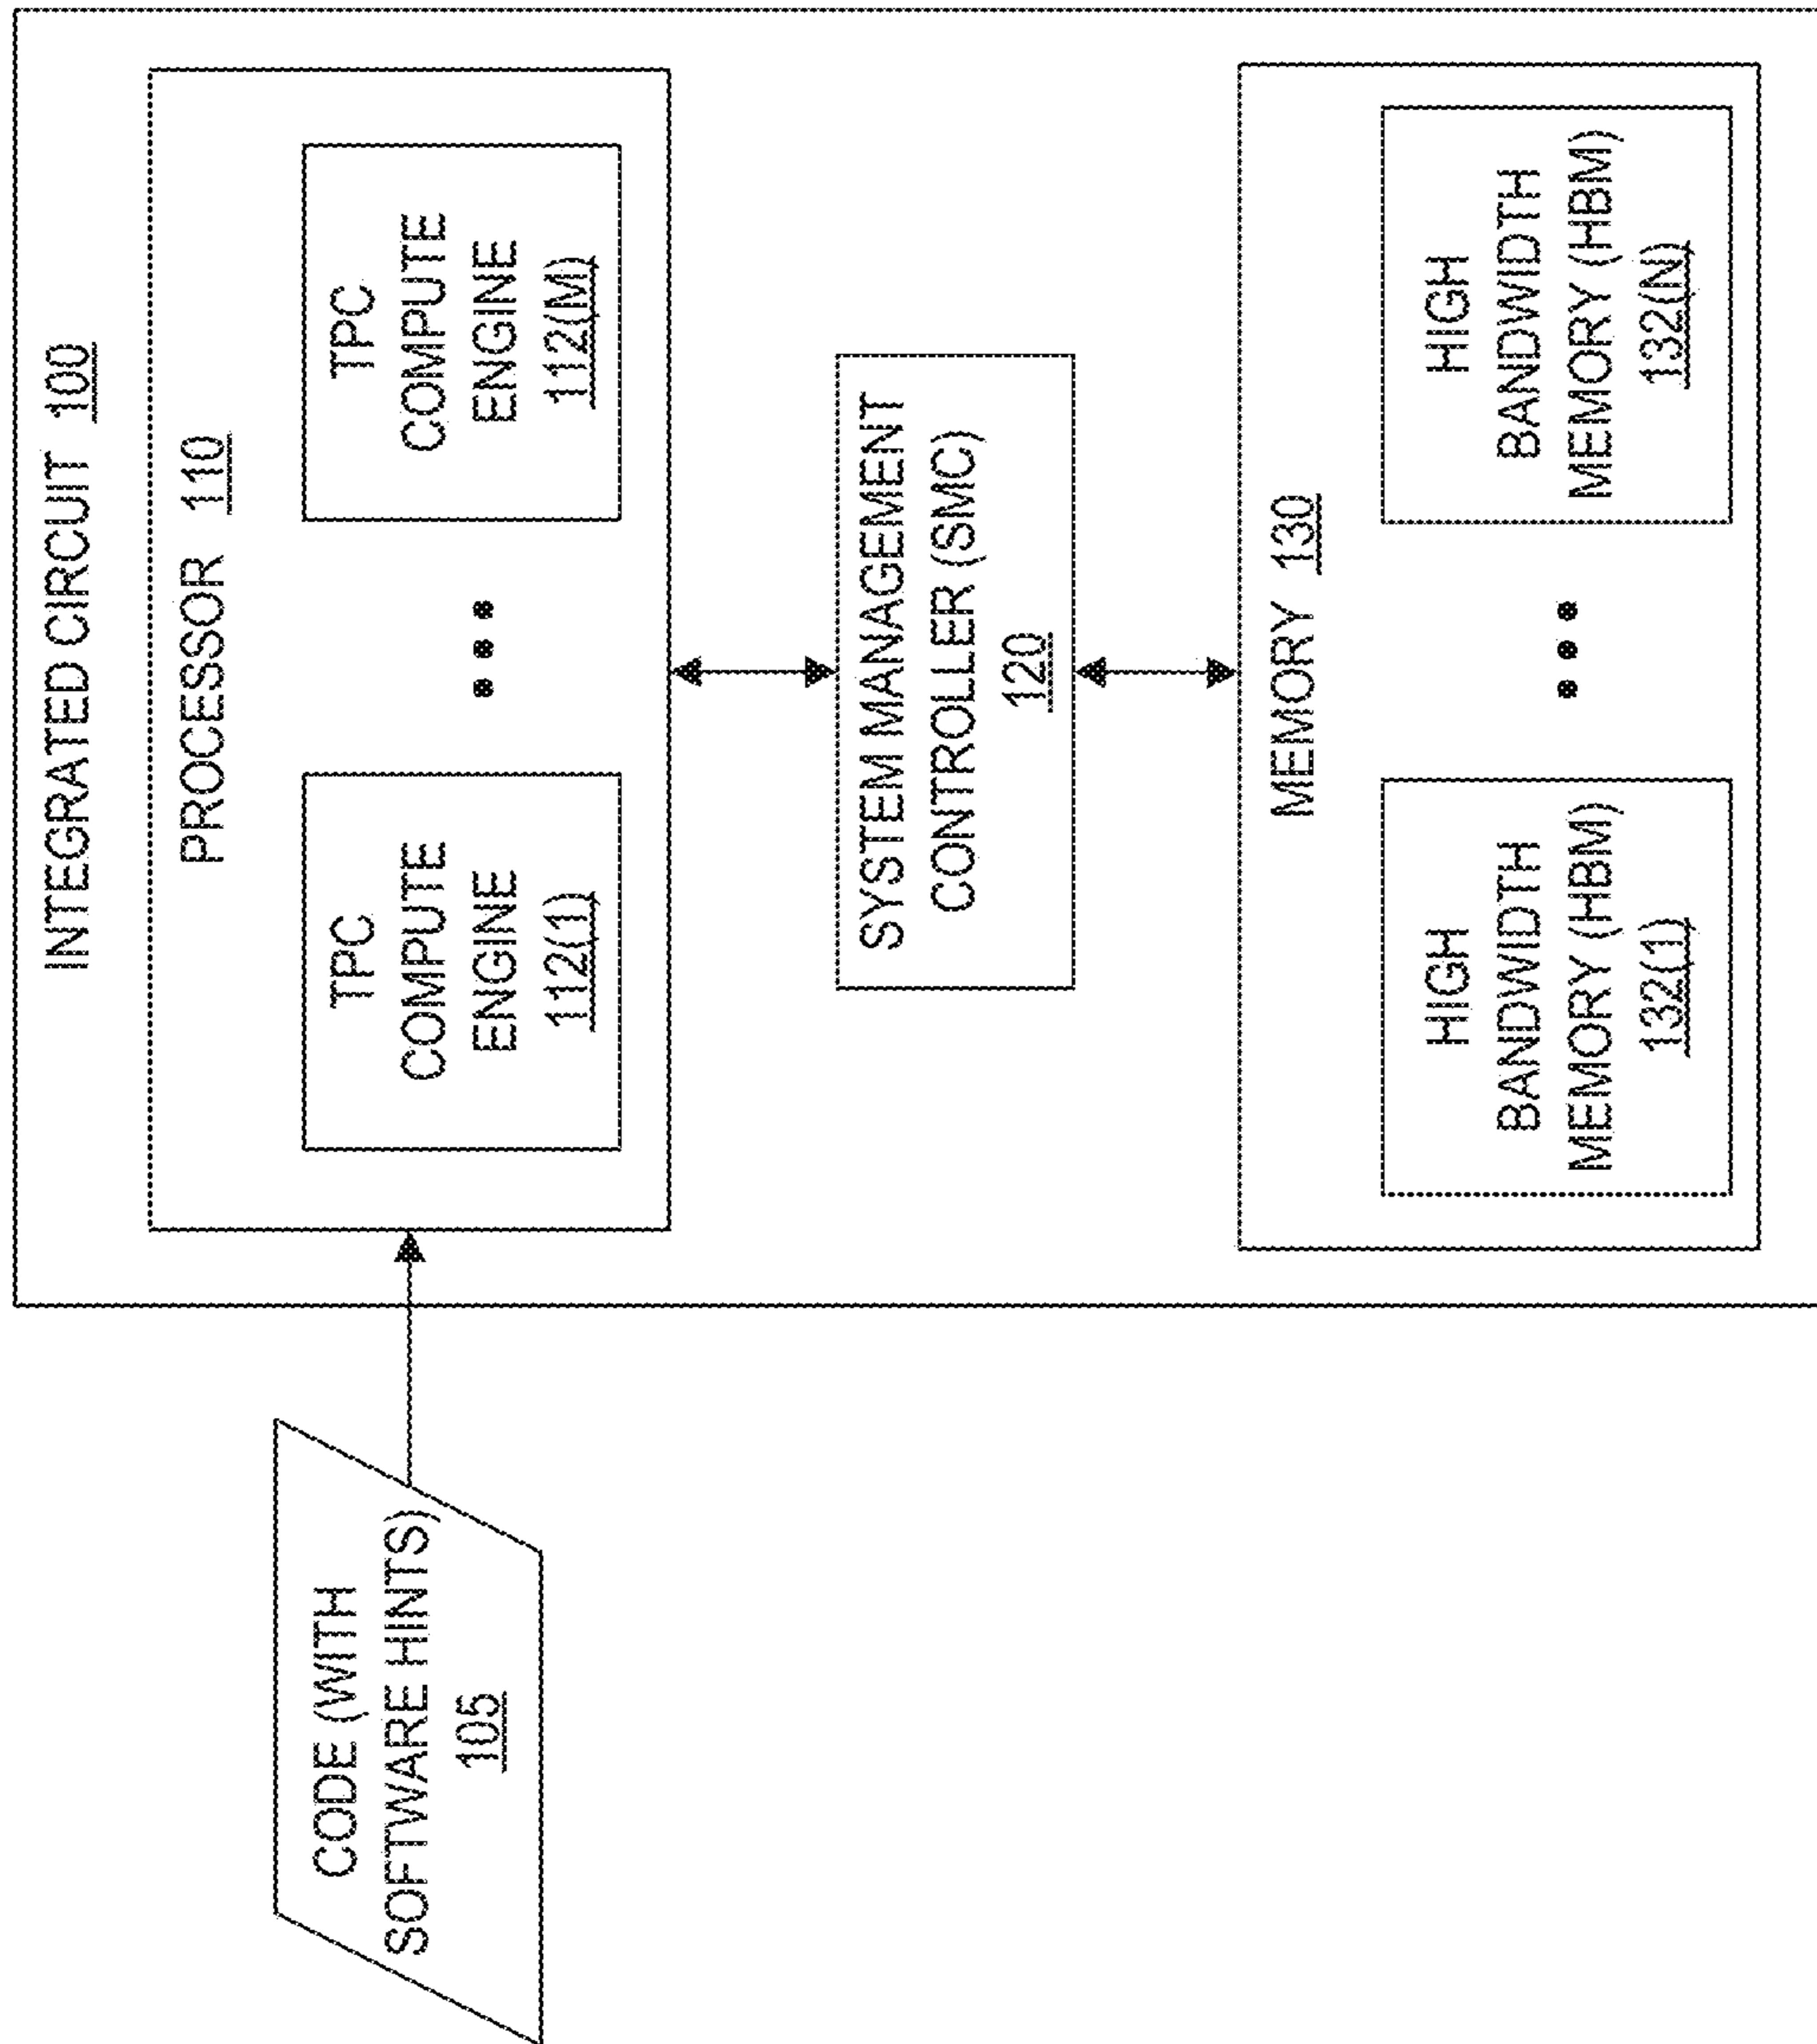 INTEGRATED CIRCUIT 100
PROCESSOR 110
TPC
COMPUTE
ENGINE
112(1)
TPC
COMPUTE
ENGINE
112(M)
CODE (WITH
SOFTWARE HINTS)
105
SYSTEM MANAGEMENT
CONTROLLER (SMC)
120
MEMORY 130
HIGH
BANDWIDTH
MEMORY (HBM)
132(1)
HIGH
BANDWIDTH
MEMORY (HBM)
132(N)